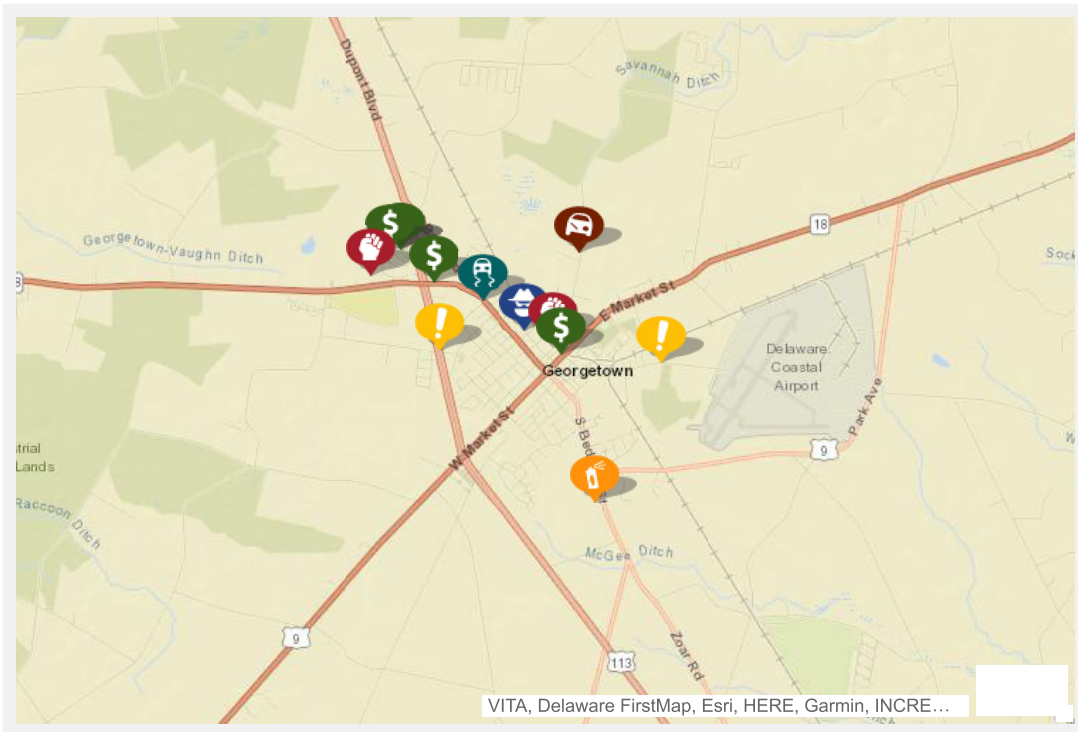 Dupont Blvd
Savannah Ditch
18
Georgetown-Vaughn Ditch
8
E Market St
Delaware
Coastal
Airport
Georgetown
Park Ave
W Market St
S Bed
9
trial
Lands
Raccoon Ditch
McGee Ditch
9
Zoar Rd
113
VITA, Delaware FirstMap, Esri, HERE, Garmin, INCRE…